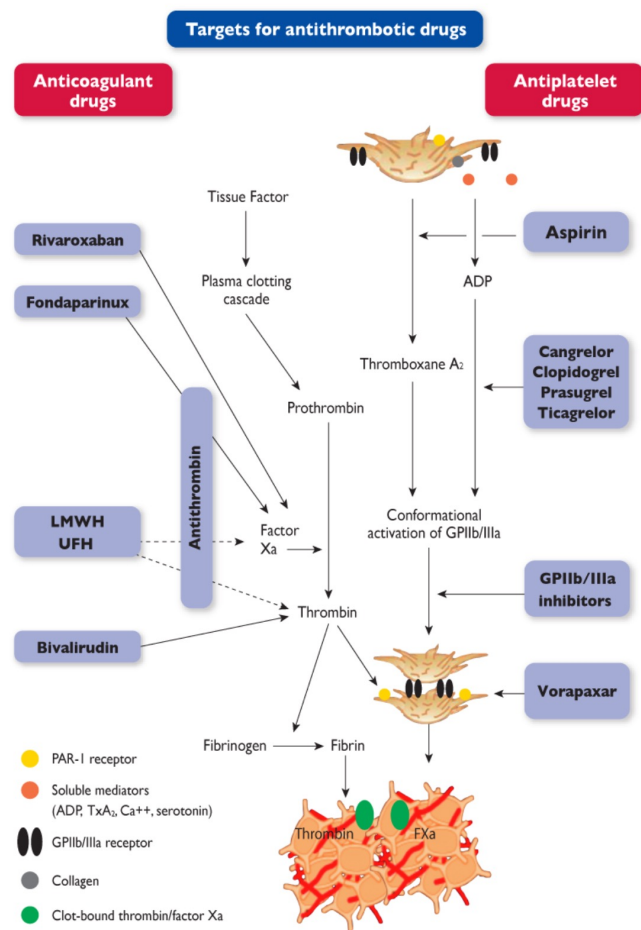 Targets for antithrombotic drugs
Anticoagulant
drugs
Antiplatelet
drugs
Tissue Factor
Rivaroxaban
Aspirin
Plasma clotting
cascade
ADP
Fondaparinux
Thromboxane A₂
Cangrelor
Clopidogrel
Prasugrel
Ticagrelor
Prothrombin
Antithrombin
LMWH
UFH
Factor
Xa
Conformational
activation of GPIIb/IIIa
GPIIb/IIIa
inhibitors
Thrombin
Bivalirudin
Vorapaxar
Fibrinogen
Fibrin
PAR-1 receptor
Soluble mediators
(ADP, TxA₂, Ca++, serotonin)
GPIIb/IIIa receptor
Collagen
Clot-bound thrombin/factor Xa
Thrombin
FXa